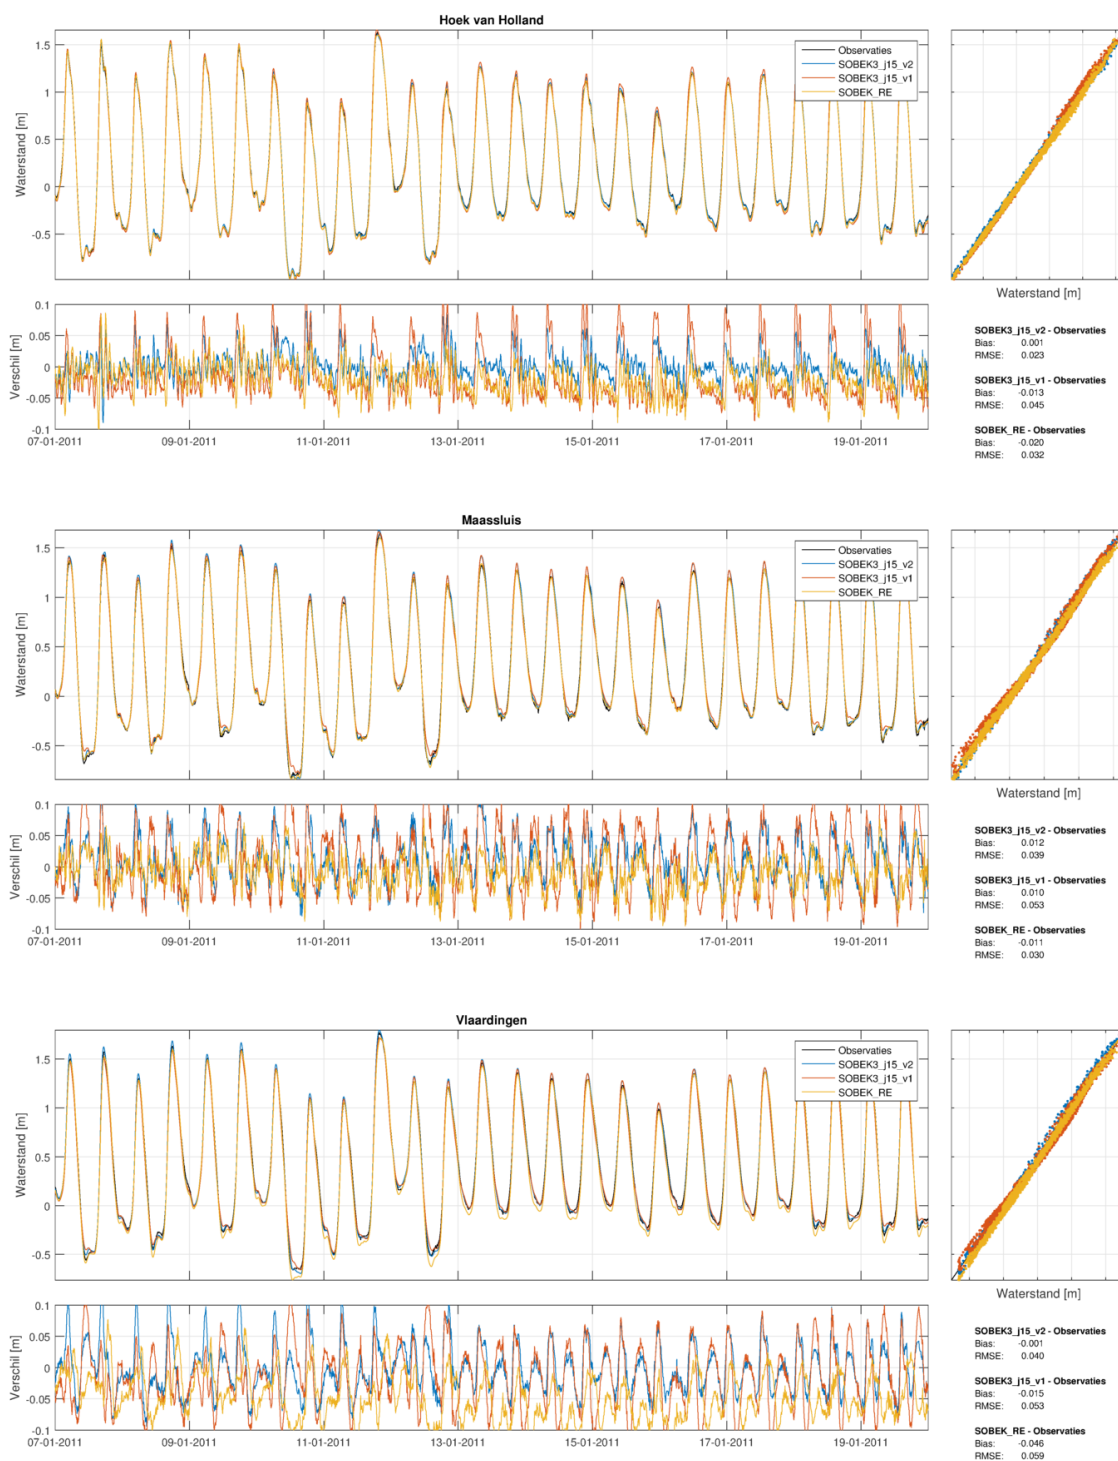 Hoek van Holland
Observaties
SOBEK3_j15_v2
SOBEK3_j15_v1
SOBEK_RE
Waterstand [m]
1.5
1
0.5
0
-0.5
Waterstand [m]
Verschil [m]
0.1
0.05
0
-0.05
-0.1
07-01-2011 09-01-2011 11-01-2011 13-01-2011 15-01-2011 17-01-2011 19-01-2011
SOBEK3_j15_v2 - Observaties
Bias: 0.001
RMSE: 0.023
SOBEK3_j15_v1 - Observaties
Bias: -0.013
RMSE: 0.045
SOBEK_RE - Observaties
Bias: -0.020
RMSE: 0.032
Maassluis
Observaties
SOBEK3_j15_v2
SOBEK3_j15_v1
SOBEK_RE
Waterstand [m]
1.5
1
0.5
0
-0.5
Waterstand [m]
Verschil [m]
0.1
0.05
0
-0.05
-0.1
07-01-2011 09-01-2011 11-01-2011 13-01-2011 15-01-2011 17-01-2011 19-01-2011
SOBEK3_j15_v2 - Observaties
Bias: 0.012
RMSE: 0.039
SOBEK3_j15_v1 - Observaties
Bias: 0.010
RMSE: 0.053
SOBEK_RE - Observaties
Bias: -0.011
RMSE: 0.030
Vlaardingen
Observaties
SOBEK3_j15_v2
SOBEK3_j15_v1
SOBEK_RE
Waterstand [m]
1.5
1
0.5
0
-0.5
Waterstand [m]
Verschil [m]
0.1
0.05
0
-0.05
-0.1
07-01-2011 09-01-2011 11-01-2011 13-01-2011 15-01-2011 17-01-2011 19-01-2011
SOBEK3_j15_v2 - Observaties
Bias: -0.001
RMSE: 0.040
SOBEK3_j15_v1 - Observaties
Bias: -0.015
RMSE: 0.053
SOBEK_RE - Observaties
Bias: -0.046
RMSE: 0.059